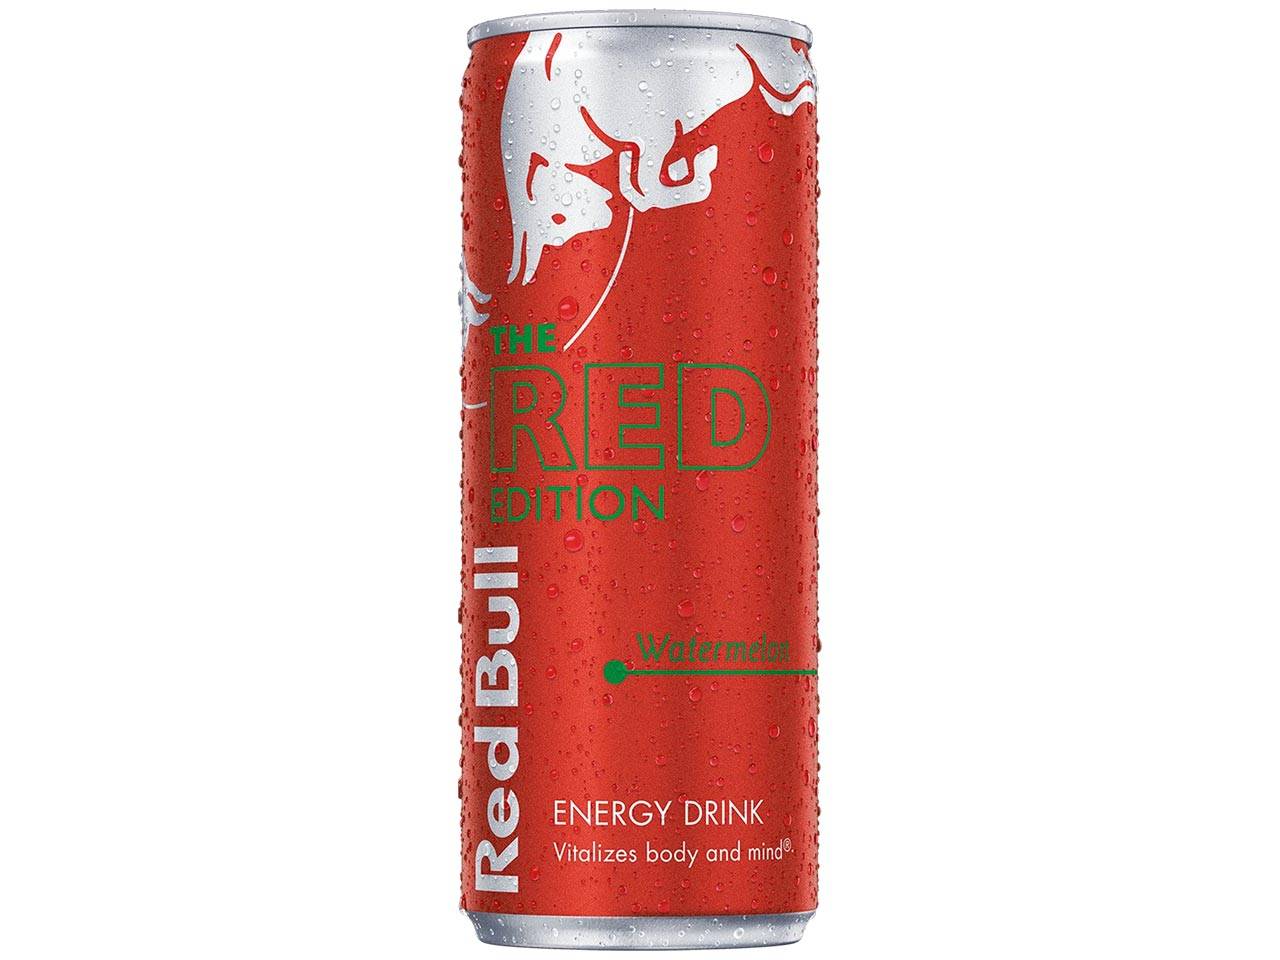 THE
RED
EDITION
Red Bull
Watermelon
ENERGY DRINK
Vitalizes body and mind®.